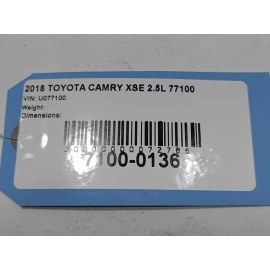 2018 TOYOTA CAMRY XSE 2.5L 77100
VIN: U077100
Weight:
Dimensions:
77100-0136